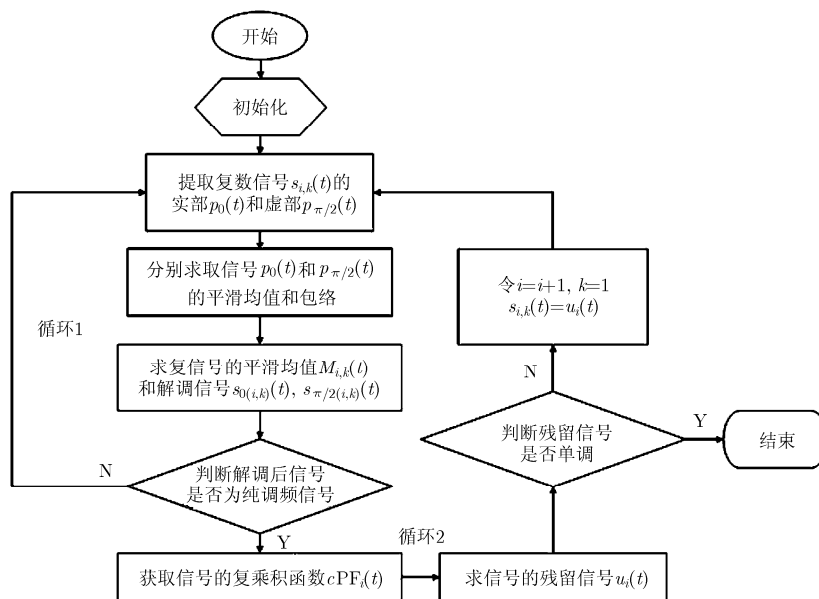 开始
初始化
提取复数信号s_{i,k}(t)的
实部p_0(t)和虚部p_{π/2}(t)
分别求取信号p_0(t)和p_{π/2}(t)
的平滑均值和包络
循环1
求复信号的平滑均值M_{i,k}(t)
和解调信号s_{0(i,k)}(t), s_{π/2(i,k)}(t)
N
判断解调后信号
是否为纯调频信号
Y
获取信号的复乘积函数cPF_i(t)
循环2
求信号的残留信号u_i(t)
判断残留信号
是否单调
N
令i=i+1, k=1
s_{i,k}(t)=u_i(t)
Y
结束